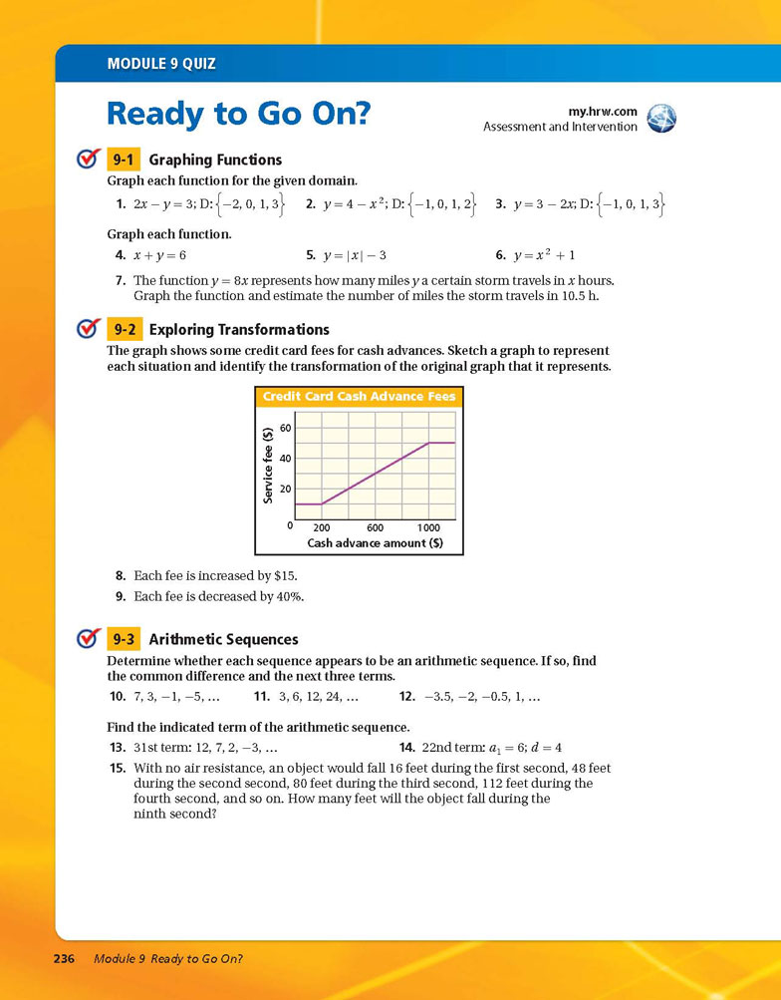 MODULE 9 QUIZ
Ready to Go On?
my.hrw.com
Assessment and Intervention
9-1 Graphing Functions
Graph each function for the given domain.
1. 2x − y = 3; D: {−2, 0, 1, 3} 2. y = 4 − x²; D: {−1, 0, 1, 2} 3. y = 3 − 2x; D: {−1, 0, 1, 3}
Graph each function.
4. x + y = 6 5. y = |x| − 3 6. y = x² + 1
7. The function y = 8x represents how many miles y a certain storm travels in x hours.
Graph the function and estimate the number of miles the storm travels in 10.5 h.
9-2 Exploring Transformations
The graph shows some credit card fees for cash advances. Sketch a graph to represent
each situation and identify the transformation of the original graph that it represents.
Credit Card Cash Advance Fees
Service fee ($)
60
40
20
0 200 600 1000
Cash advance amount ($)
8. Each fee is increased by $15.
9. Each fee is decreased by 40%.
9-3 Arithmetic Sequences
Determine whether each sequence appears to be an arithmetic sequence. If so, find
the common difference and the next three terms.
10. 7, 3, −1, −5, … 11. 3, 6, 12, 24, … 12. −3.5, −2, −0.5, 1, …
Find the indicated term of the arithmetic sequence.
13. 31st term: 12, 7, 2, −3, … 14. 22nd term: a₁ = 6; d = 4
15. With no air resistance, an object would fall 16 feet during the first second, 48 feet
during the second second, 80 feet during the third second, 112 feet during the
fourth second, and so on. How many feet will the object fall during the
ninth second?
236 Module 9 Ready to Go On?